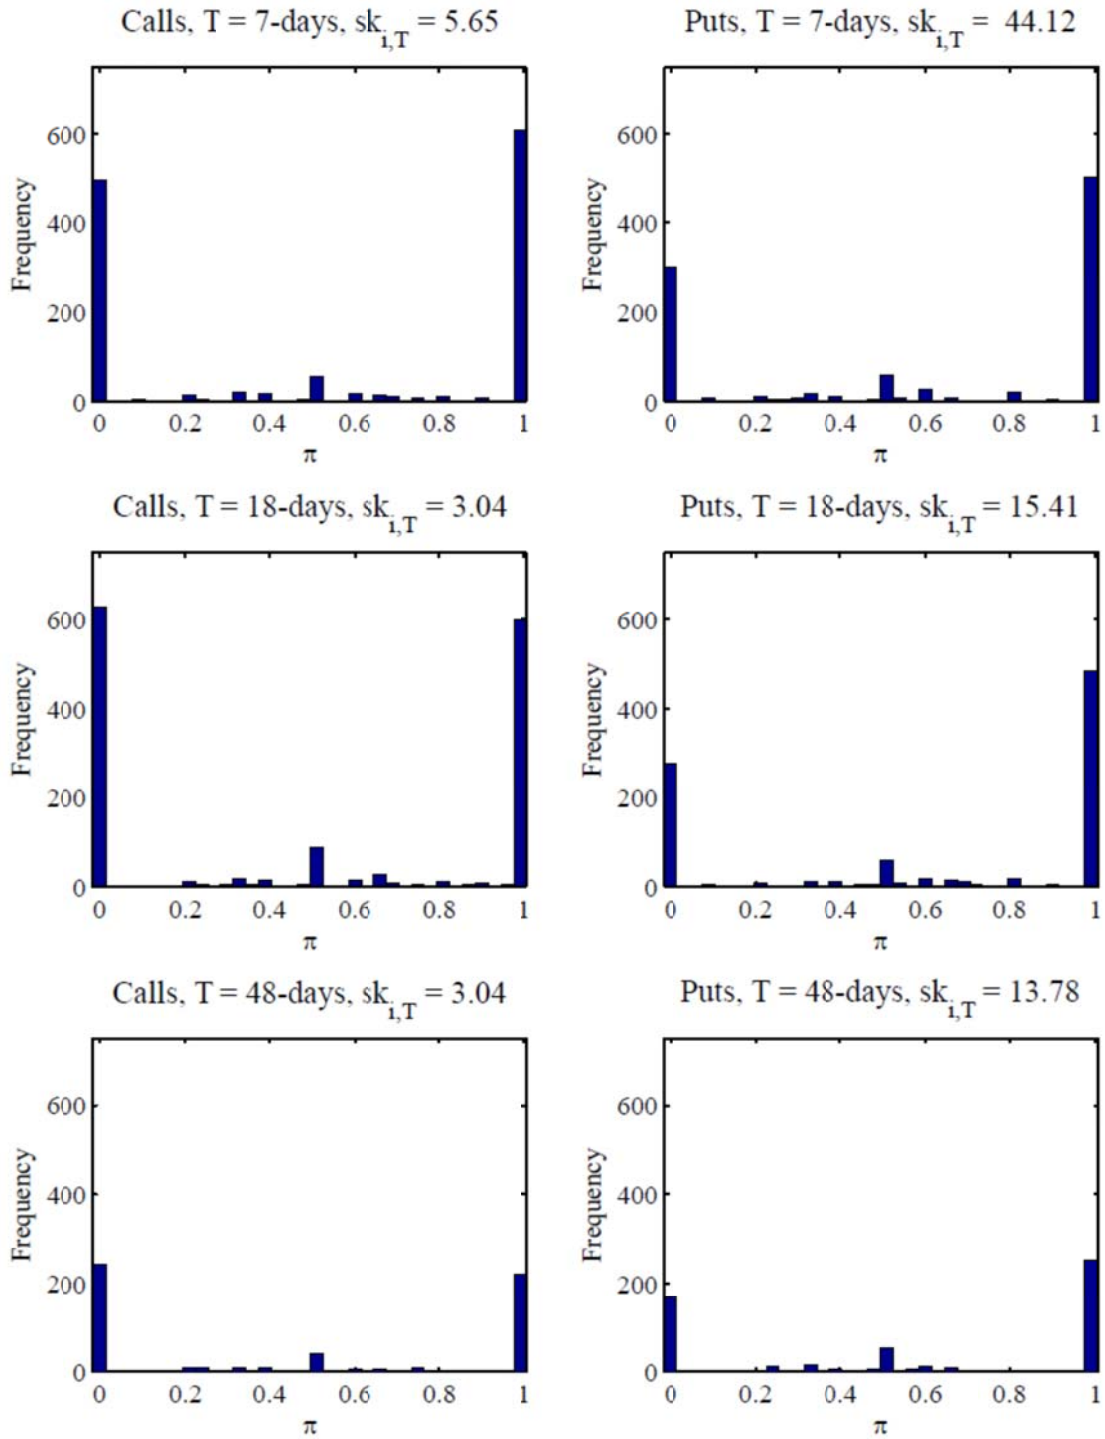 Calls, T = 7-days, sk i,T = 5.65
Puts, T = 7-days, sk i,T = 44.12
Frequency
600
400
200
0
0 0.2 0.4 0.6 0.8 1
π
Frequency
600
400
200
0
0 0.2 0.4 0.6 0.8 1
π
Calls, T = 18-days, sk i,T = 3.04
Puts, T = 18-days, sk i,T = 15.41
Frequency
600
400
200
0
0 0.2 0.4 0.6 0.8 1
π
Frequency
600
400
200
0
0 0.2 0.4 0.6 0.8 1
π
Calls, T = 48-days, sk i,T = 3.04
Puts, T = 48-days, sk i,T = 13.78
Frequency
600
400
200
0
0 0.2 0.4 0.6 0.8 1
π
Frequency
600
400
200
0
0 0.2 0.4 0.6 0.8 1
π